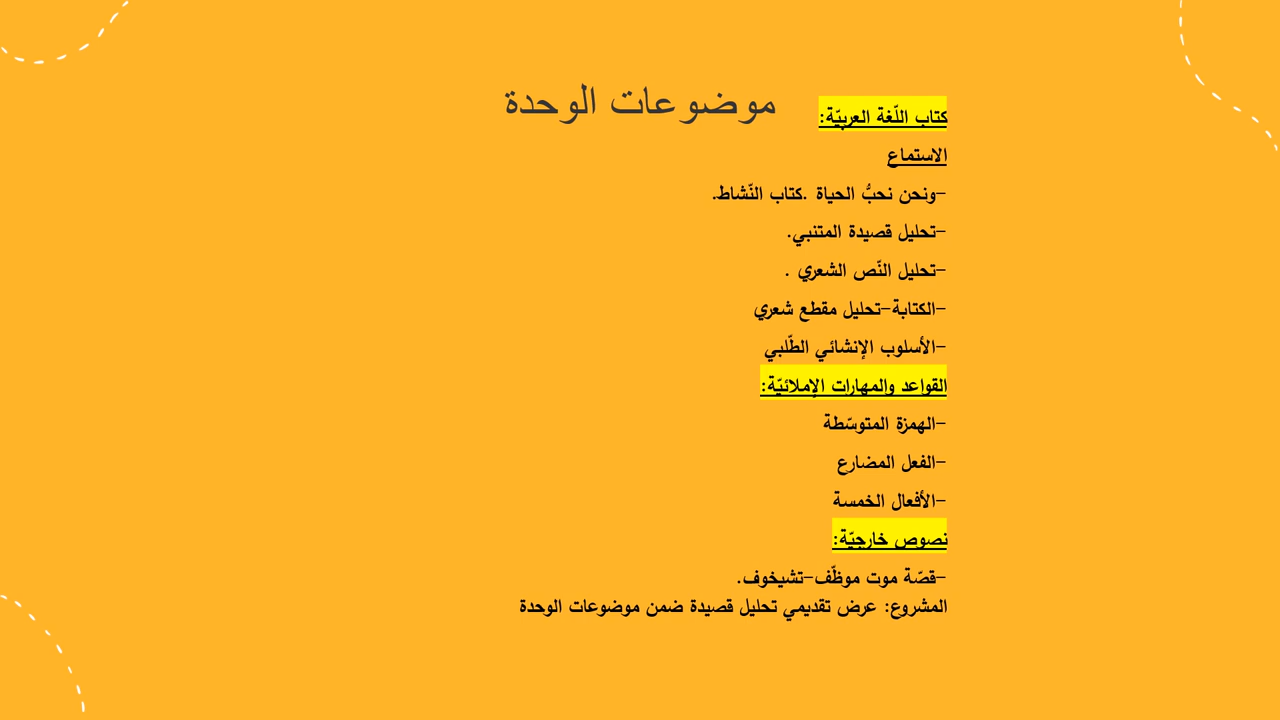 موضوعات الوحدة
كتاب اللّغة العربيّة:
الاستماع
-ونحن نحبُّ الحياة .كتاب النّشاط.
-تحليل قصيدة المتنبي.
-تحليل النّص الشعري .
-الكتابة-تحليل مقطع شعري
-الأسلوب الإنشائي الطّلبي
القواعد والمهارات الإملائيّة:
-الهمزة المتوسّطة
-الفعل المضارع
-الأفعال الخمسة
نصوص خارجيّة:
-قصّة موت موظّف-تشيخوف.
المشروع: عرض تقديمي تحليل قصيدة ضمن موضوعات الوحدة